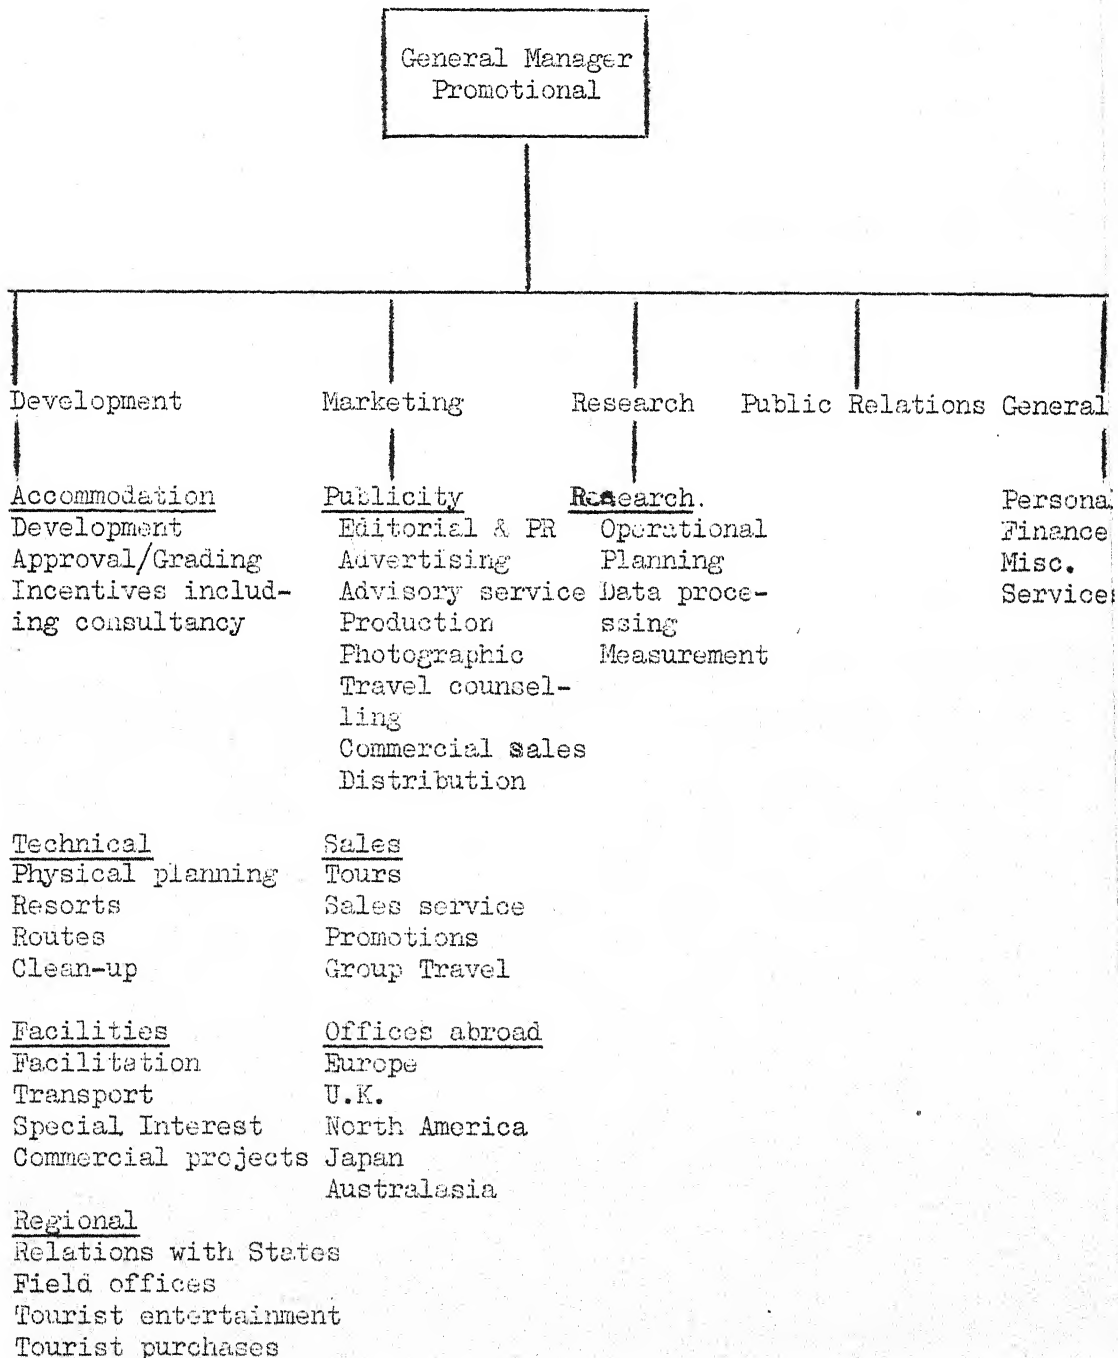 General Manager
Promotional
Development
Marketing
Research
Public Relations
General
Accommodation
Development
Approval/Grading
Incentives includ-
ing consultancy
Technical
Physical planning
Resorts
Routes
Clean-up
Facilities
Facilitation
Transport
Special Interest
Commercial projects
Regional
Relations with States
Field offices
Tourist entertainment
Tourist purchases
Publicity
Editorial & PR
Advertising
Advisory service
Production
Photographic
Travel counsel-
ling
Commercial sales
Distribution
Sales
Tours
Sales service
Promotions
Group Travel
Offices abroad
Europe
U.K.
North America
Japan
Australasia
Research.
Operational
Planning
Data proce-
ssing
Measurement
Persona
Finance
Misc.
Service